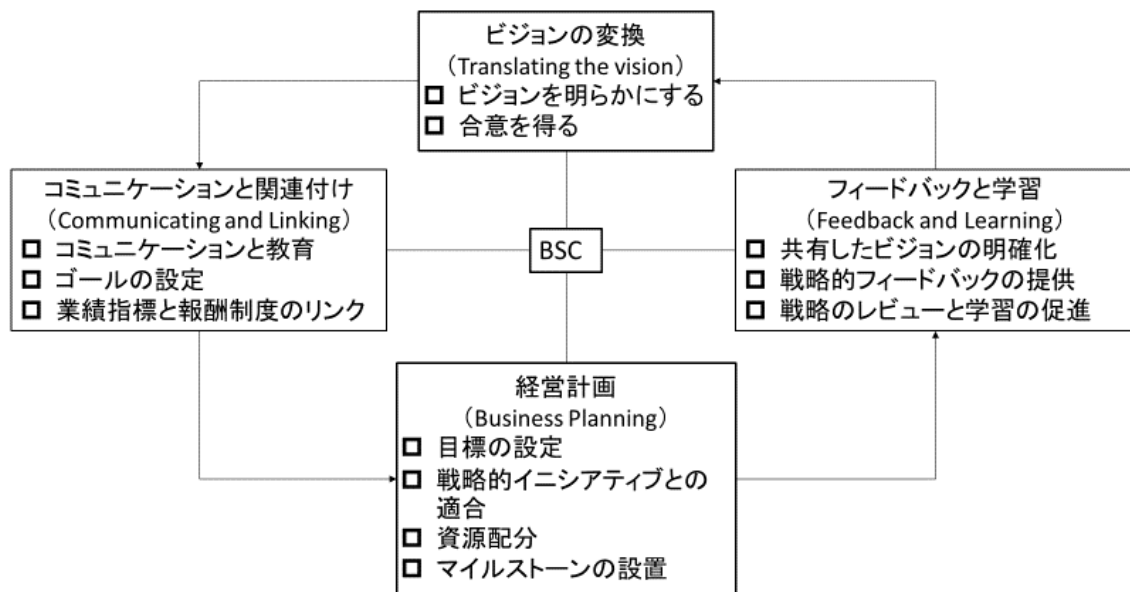 ビジョンの変換
（Translating the vision）
□ ビジョンを明らかにする
□ 合意を得る
コミュニケーションと関連付け
（Communicating and Linking）
□ コミュニケーションと教育
□ ゴールの設定
□ 業績指標と報酬制度のリンク
BSC
フィードバックと学習
（Feedback and Learning）
□ 共有したビジョンの明確化
□ 戦略的フィードバックの提供
□ 戦略のレビューと学習の促進
経営計画
（Business Planning）
□ 目標の設定
□ 戦略的イニシアティブとの
適合
□ 資源配分
□ マイルストーンの設置